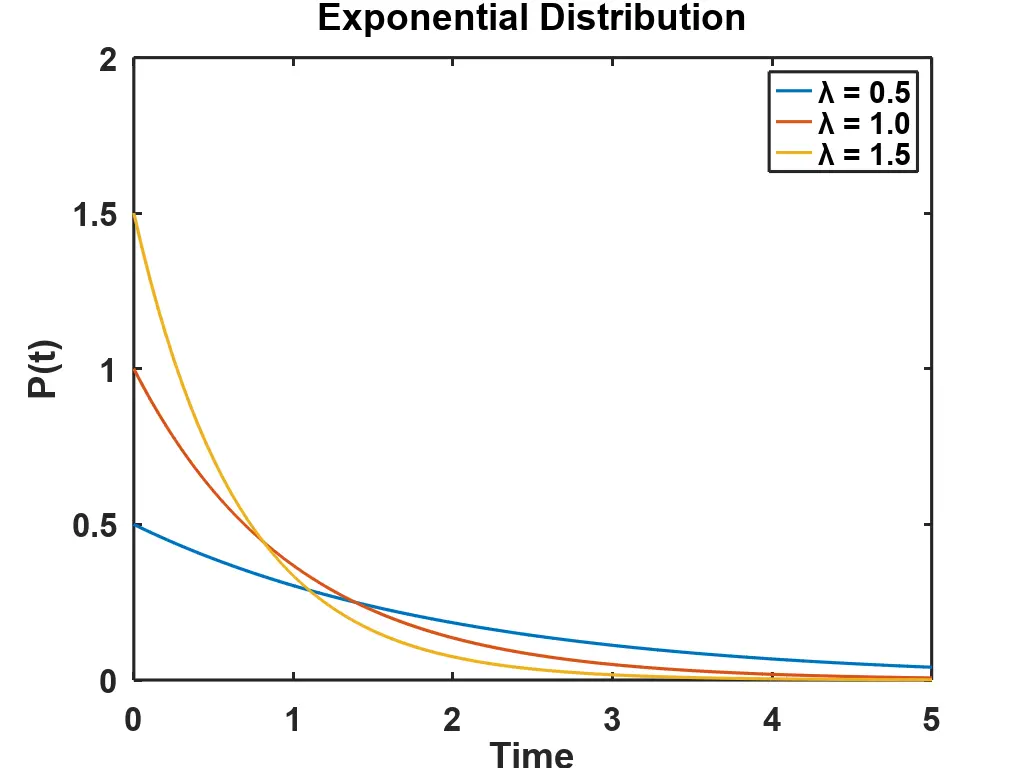 Exponential Distribution
2
1.5
1
0.5
0
P(t)
λ = 0.5
λ = 1.0
λ = 1.5
0 1 2 3 4 5
Time